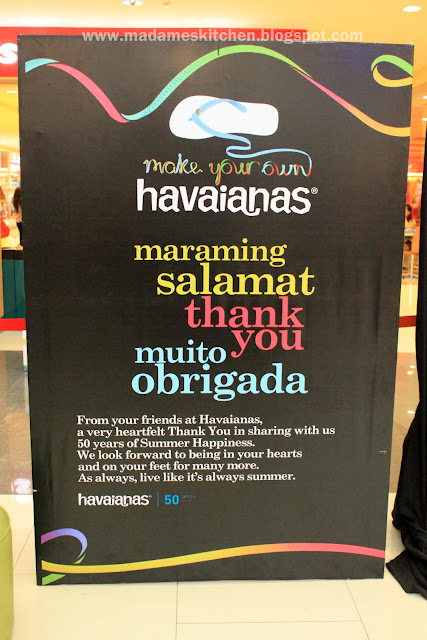 www.madameskitchen.blogspot.com
make your own
havaianas®
maraming
salamat
thank
you
muito
obrigada
From your friends at Havaianas,
a very heartfelt Thank You in sharing with us
50 years of Summer Happiness.
We look forward to being in your hearts
and on your feet for many more.
As always, live like it's always summer.
havaianas® | 50